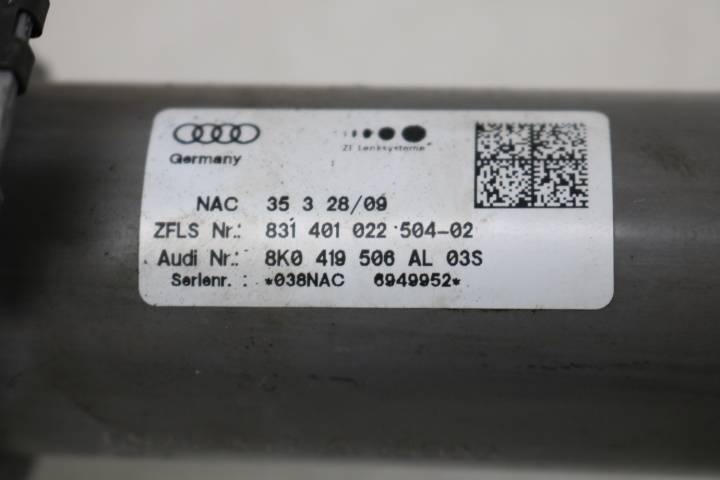 Germany
ZF Lenksysteme
NAC 35 3 28/09
ZFLS Nr.: 831 401 022 504-02
Audi Nr.: 8K0 419 506 AL 03S
Serienr. : *038NAC 6949952*